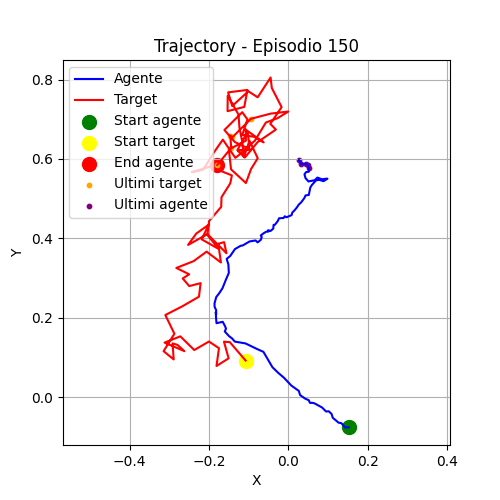 Trajectory - Episodio 150
Agente
Target
Start agente
Start target
End agente
Ultimi target
Ultimi agente
0.8
0.6
0.4
0.2
0.0
Y
−0.4
−0.2
0.0
0.2
0.4
X